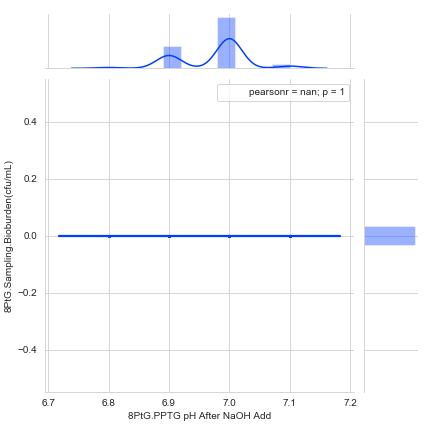 pearsonr = nan; p = 1
0.4
0.2
0.0
−0.2
−0.4
8PtG.Sampling.Bioburden(cfu/mL)
6.7 6.8 6.9 7.0 7.1 7.2
8PtG.PPTG pH After NaOH Add